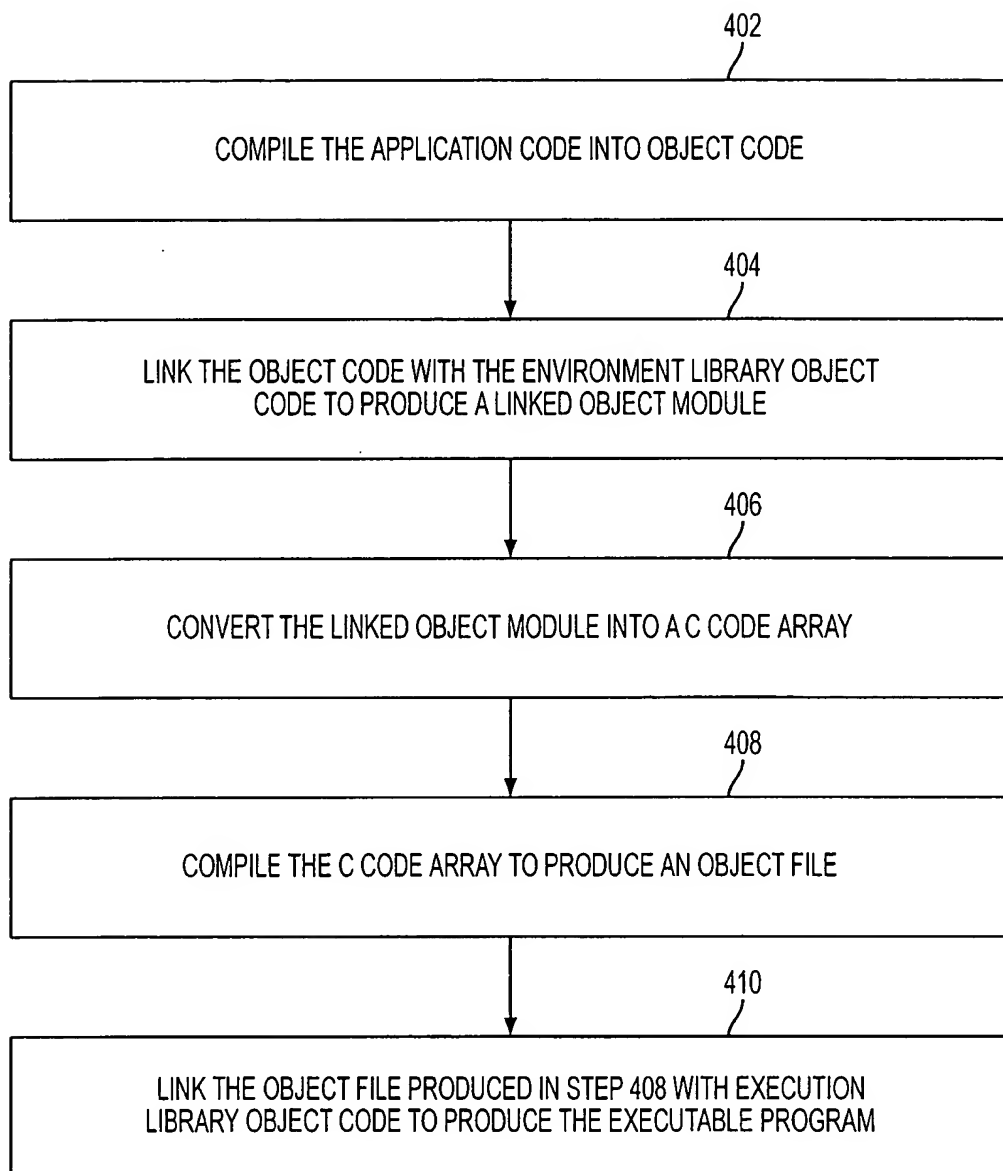 402
COMPILE THE APPLICATION CODE INTO OBJECT CODE
404
LINK THE OBJECT CODE WITH THE ENVIRONMENT LIBRARY OBJECT
CODE TO PRODUCE A LINKED OBJECT MODULE
406
CONVERT THE LINKED OBJECT MODULE INTO A C CODE ARRAY
408
COMPILE THE C CODE ARRAY TO PRODUCE AN OBJECT FILE
410
LINK THE OBJECT FILE PRODUCED IN STEP 408 WITH EXECUTION
LIBRARY OBJECT CODE TO PRODUCE THE EXECUTABLE PROGRAM